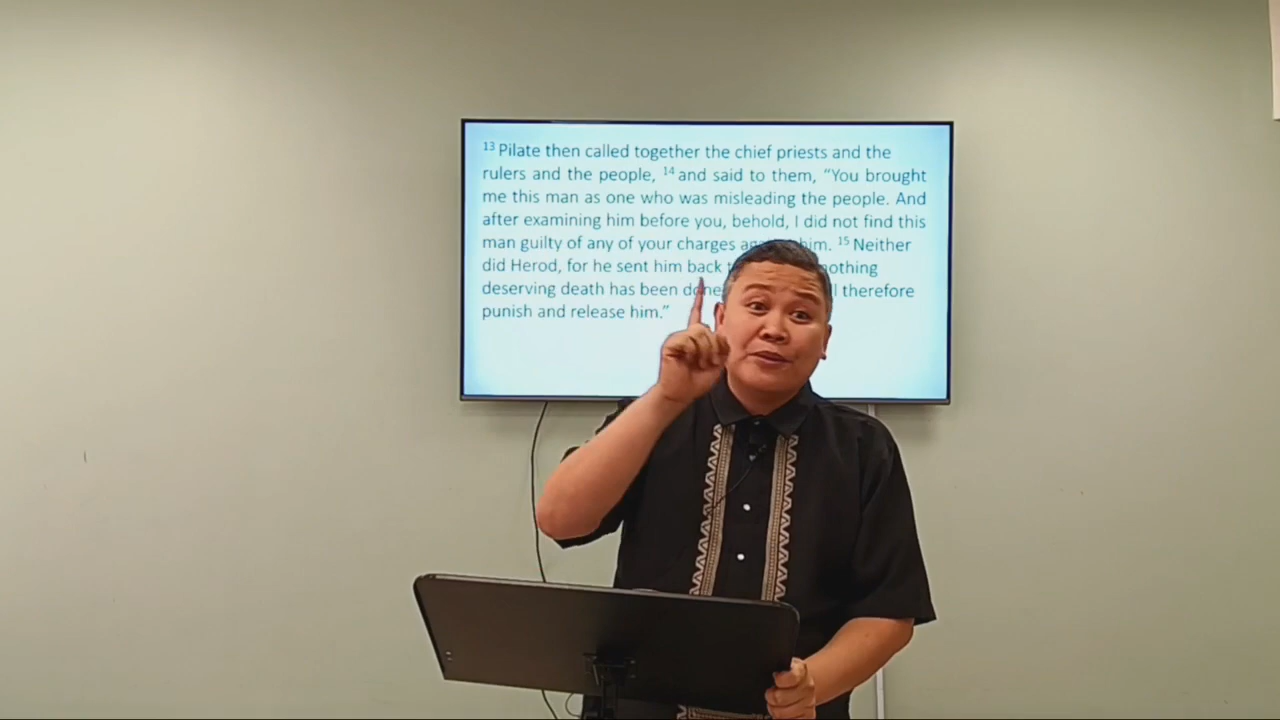 13 Pilate then called together the chief priests and the
rulers and the people, 14 and said to them, “You brought
me this man as one who was misleading the people. And
after examining him before you, behold, I did not find this
man guilty of any of your charges him. 15 Neither
did Herod, for he sent him back nothing
deserving death has been done therefore
punish and release him.”